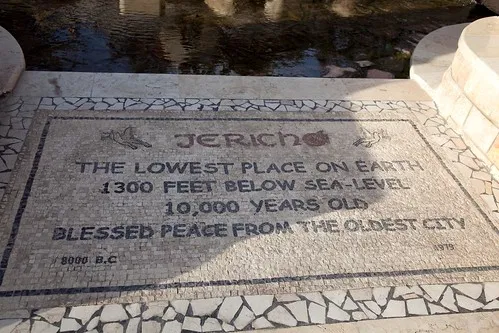 JERICHO
THE LOWEST PLACE ON EARTH
1300 FEET BELOW SEA-LEVEL
10,000 YEARS OLD
BLESSED PEACE FROM THE OLDEST CITY
8000 B.C 1979